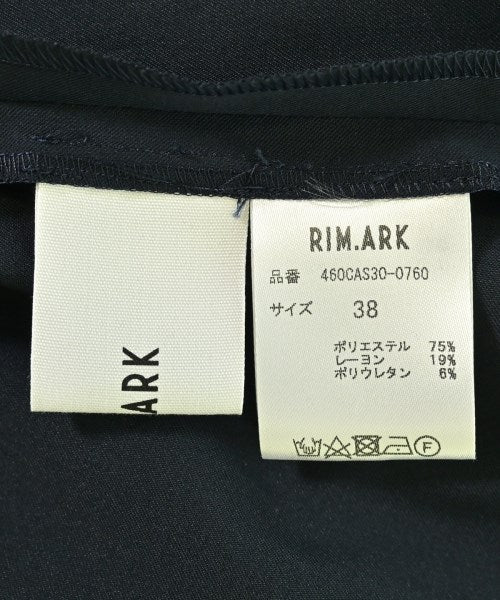 ARK
RIM.ARK
品番 460CAS30-0760
サイズ 38
ポリエステル 75%
レーヨン 19%
ポリウレタン 6%
F